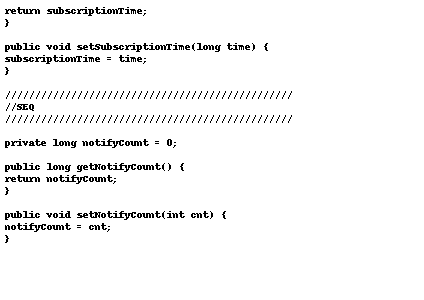 return subscriptionTime;
}
public void setSubscriptionTime(long time) {
subscriptionTime = time;
}
////////////////////////////////////////////////
//SEQ
////////////////////////////////////////////////
private long notifyCount = 0;
public long getNotifyCount() {
return notifyCount;
}
public void setNotifyCount(int cnt) {
notifyCount = cnt;
}